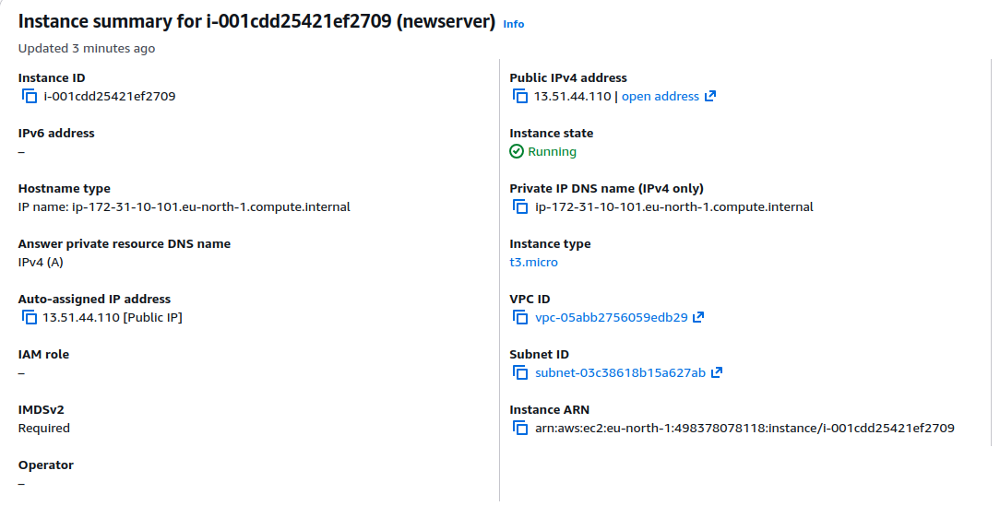 Instance summary for i-001cdd25421ef2709 (newserver) Info
Updated 3 minutes ago
Instance ID
i-001cdd25421ef2709
IPv6 address
–
Hostname type
IP name: ip-172-31-10-101.eu-north-1.compute.internal
Answer private resource DNS name
IPv4 (A)
Auto-assigned IP address
13.51.44.110 [Public IP]
IAM role
–
IMDSv2
Required
Operator
–
Public IPv4 address
13.51.44.110 | open address
Instance state
Running
Private IP DNS name (IPv4 only)
ip-172-31-10-101.eu-north-1.compute.internal
Instance type
t3.micro
VPC ID
vpc-05abb2756059edb29
Subnet ID
subnet-03c38618b15a627ab
Instance ARN
arn:aws:ec2:eu-north-1:498378078118:instance/i-001cdd25421ef2709